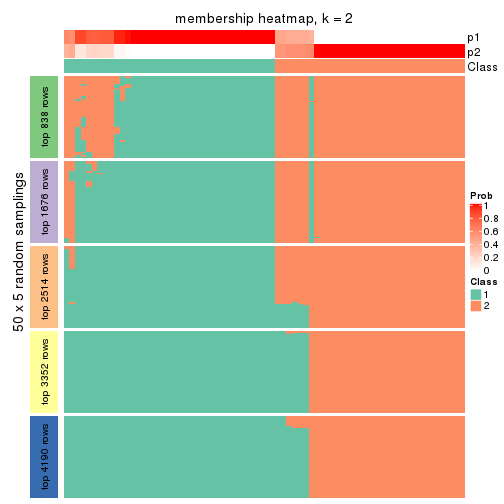 membership heatmap, k = 2
p1
p2
Class
50 x 5 random samplings
top 838 rows
top 1676 rows
top 2514 rows
top 3352 rows
top 4190 rows
Prob
1
0.8
0.6
0.4
0.2
0
Class
1
2